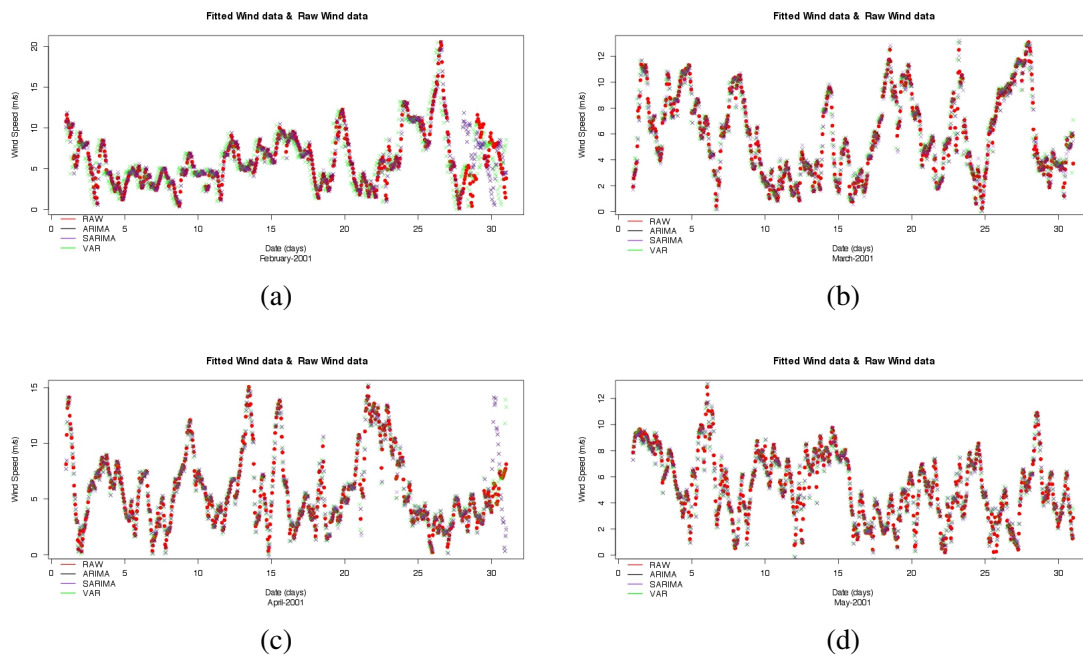 Fitted Wind data & Raw Wind data
Wind Speed (m/s)
20
15
10
5
0
0 5 10 15 20 25 30
RAW
ARIMA
SARIMA
VAR
Date (days)
February-2001
(a)
Fitted Wind data & Raw Wind data
Wind Speed (m/s)
12
10
8
6
4
2
0
0 5 10 15 20 25 30
RAW
ARIMA
SARIMA
VAR
Date (days)
March-2001
(b)
Fitted Wind data & Raw Wind data
Wind Speed (m/s)
15
10
5
0
0 5 10 15 20 25 30
RAW
ARIMA
SARIMA
VAR
Date (days)
April-2001
(c)
Fitted Wind data & Raw Wind data
Wind Speed (m/s)
12
10
8
6
4
2
0
0 5 10 15 20 25 30
RAW
ARIMA
SARIMA
VAR
Date (days)
May-2001
(d)